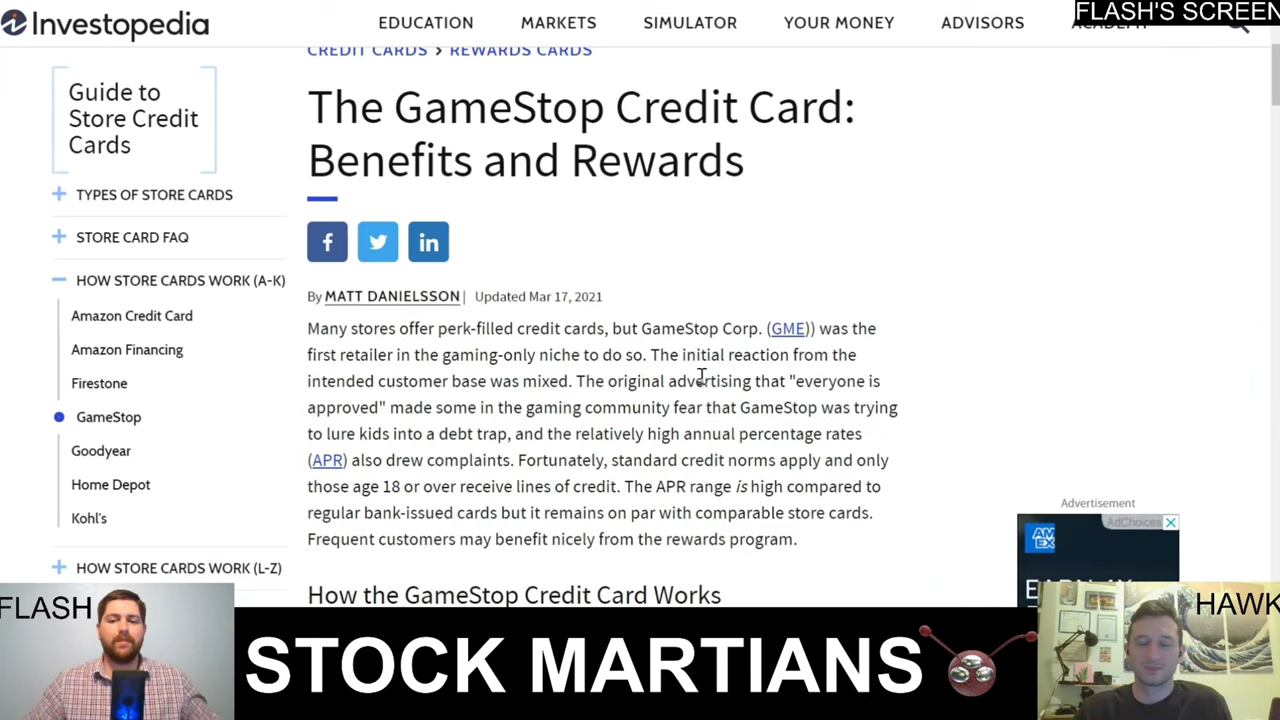 Investopedia
EDUCATION
MARKETS
SIMULATOR
YOUR MONEY
ADVISORS
ACADEMY
FLASH'S SCREEN
CREDIT CARDS > REWARDS CARDS
Guide to
Store Credit
Cards
+ TYPES OF STORE CARDS
+ STORE CARD FAQ
− HOW STORE CARDS WORK (A-K)
Amazon Credit Card
Amazon Financing
Firestone
GameStop
Goodyear
Home Depot
Kohl's
+ HOW STORE CARDS WORK (L-Z)
The GameStop Credit Card:
Benefits and Rewards
f
in
By MATT DANIELSSON | Updated Mar 17, 2021
Many stores offer perk-filled credit cards, but GameStop Corp. (GME)) was the
first retailer in the gaming-only niche to do so. The initial reaction from the
intended customer base was mixed. The original advertising that "everyone is
approved" made some in the gaming community fear that GameStop was trying
to lure kids into a debt trap, and the relatively high annual percentage rates
(APR) also drew complaints. Fortunately, standard credit norms apply and only
those age 18 or over receive lines of credit. The APR range is high compared to
regular bank-issued cards but it remains on par with comparable store cards.
Frequent customers may benefit nicely from the rewards program.
How the GameStop Credit Card Works
Advertisement
AdChoices
AM
EX
EARN 4X
FLASH
STOCK MARTIANS
HAWK